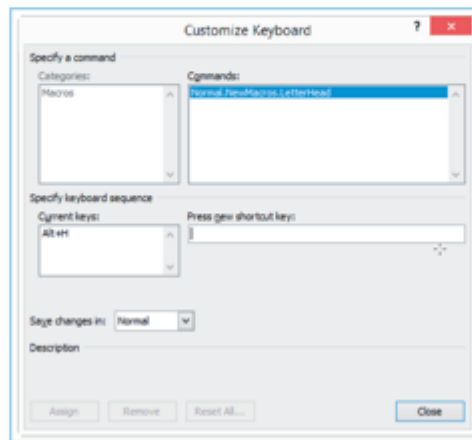 Customize Keyboard
?
Specify a command
Categories:
Commands:
Macros
Normal.NewMacros.LetterHead
Specify keyboard sequence
Current keys:
Press new shortcut key:
Alt+H
Save changes in:
Normal
Description
Assign
Remove
Reset All...
Close